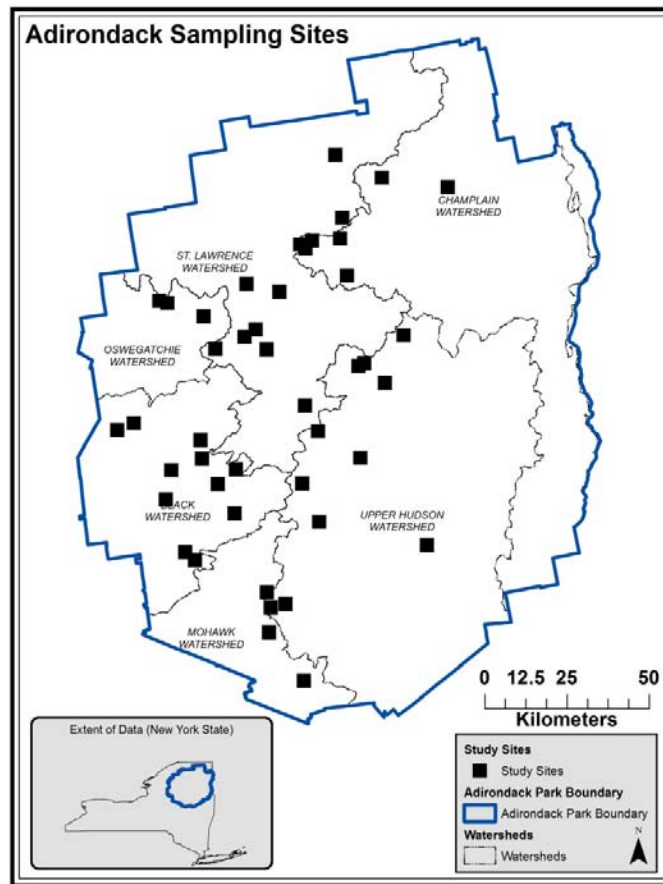 Adirondack Sampling Sites
CHAMPLAIN
WATERSHED
ST. LAWRENCE
WATERSHED
OSWEGATCHIE
WATERSHED
BLACK
WATERSHED
UPPER HUDSON
WATERSHED
MOHAWK
WATERSHED
0 12.5 25 50
Kilometers
Extent of Data (New York State)
Study Sites
Study Sites
Adirondack Park Boundary
Adirondack Park Boundary
Watersheds
Watersheds
N